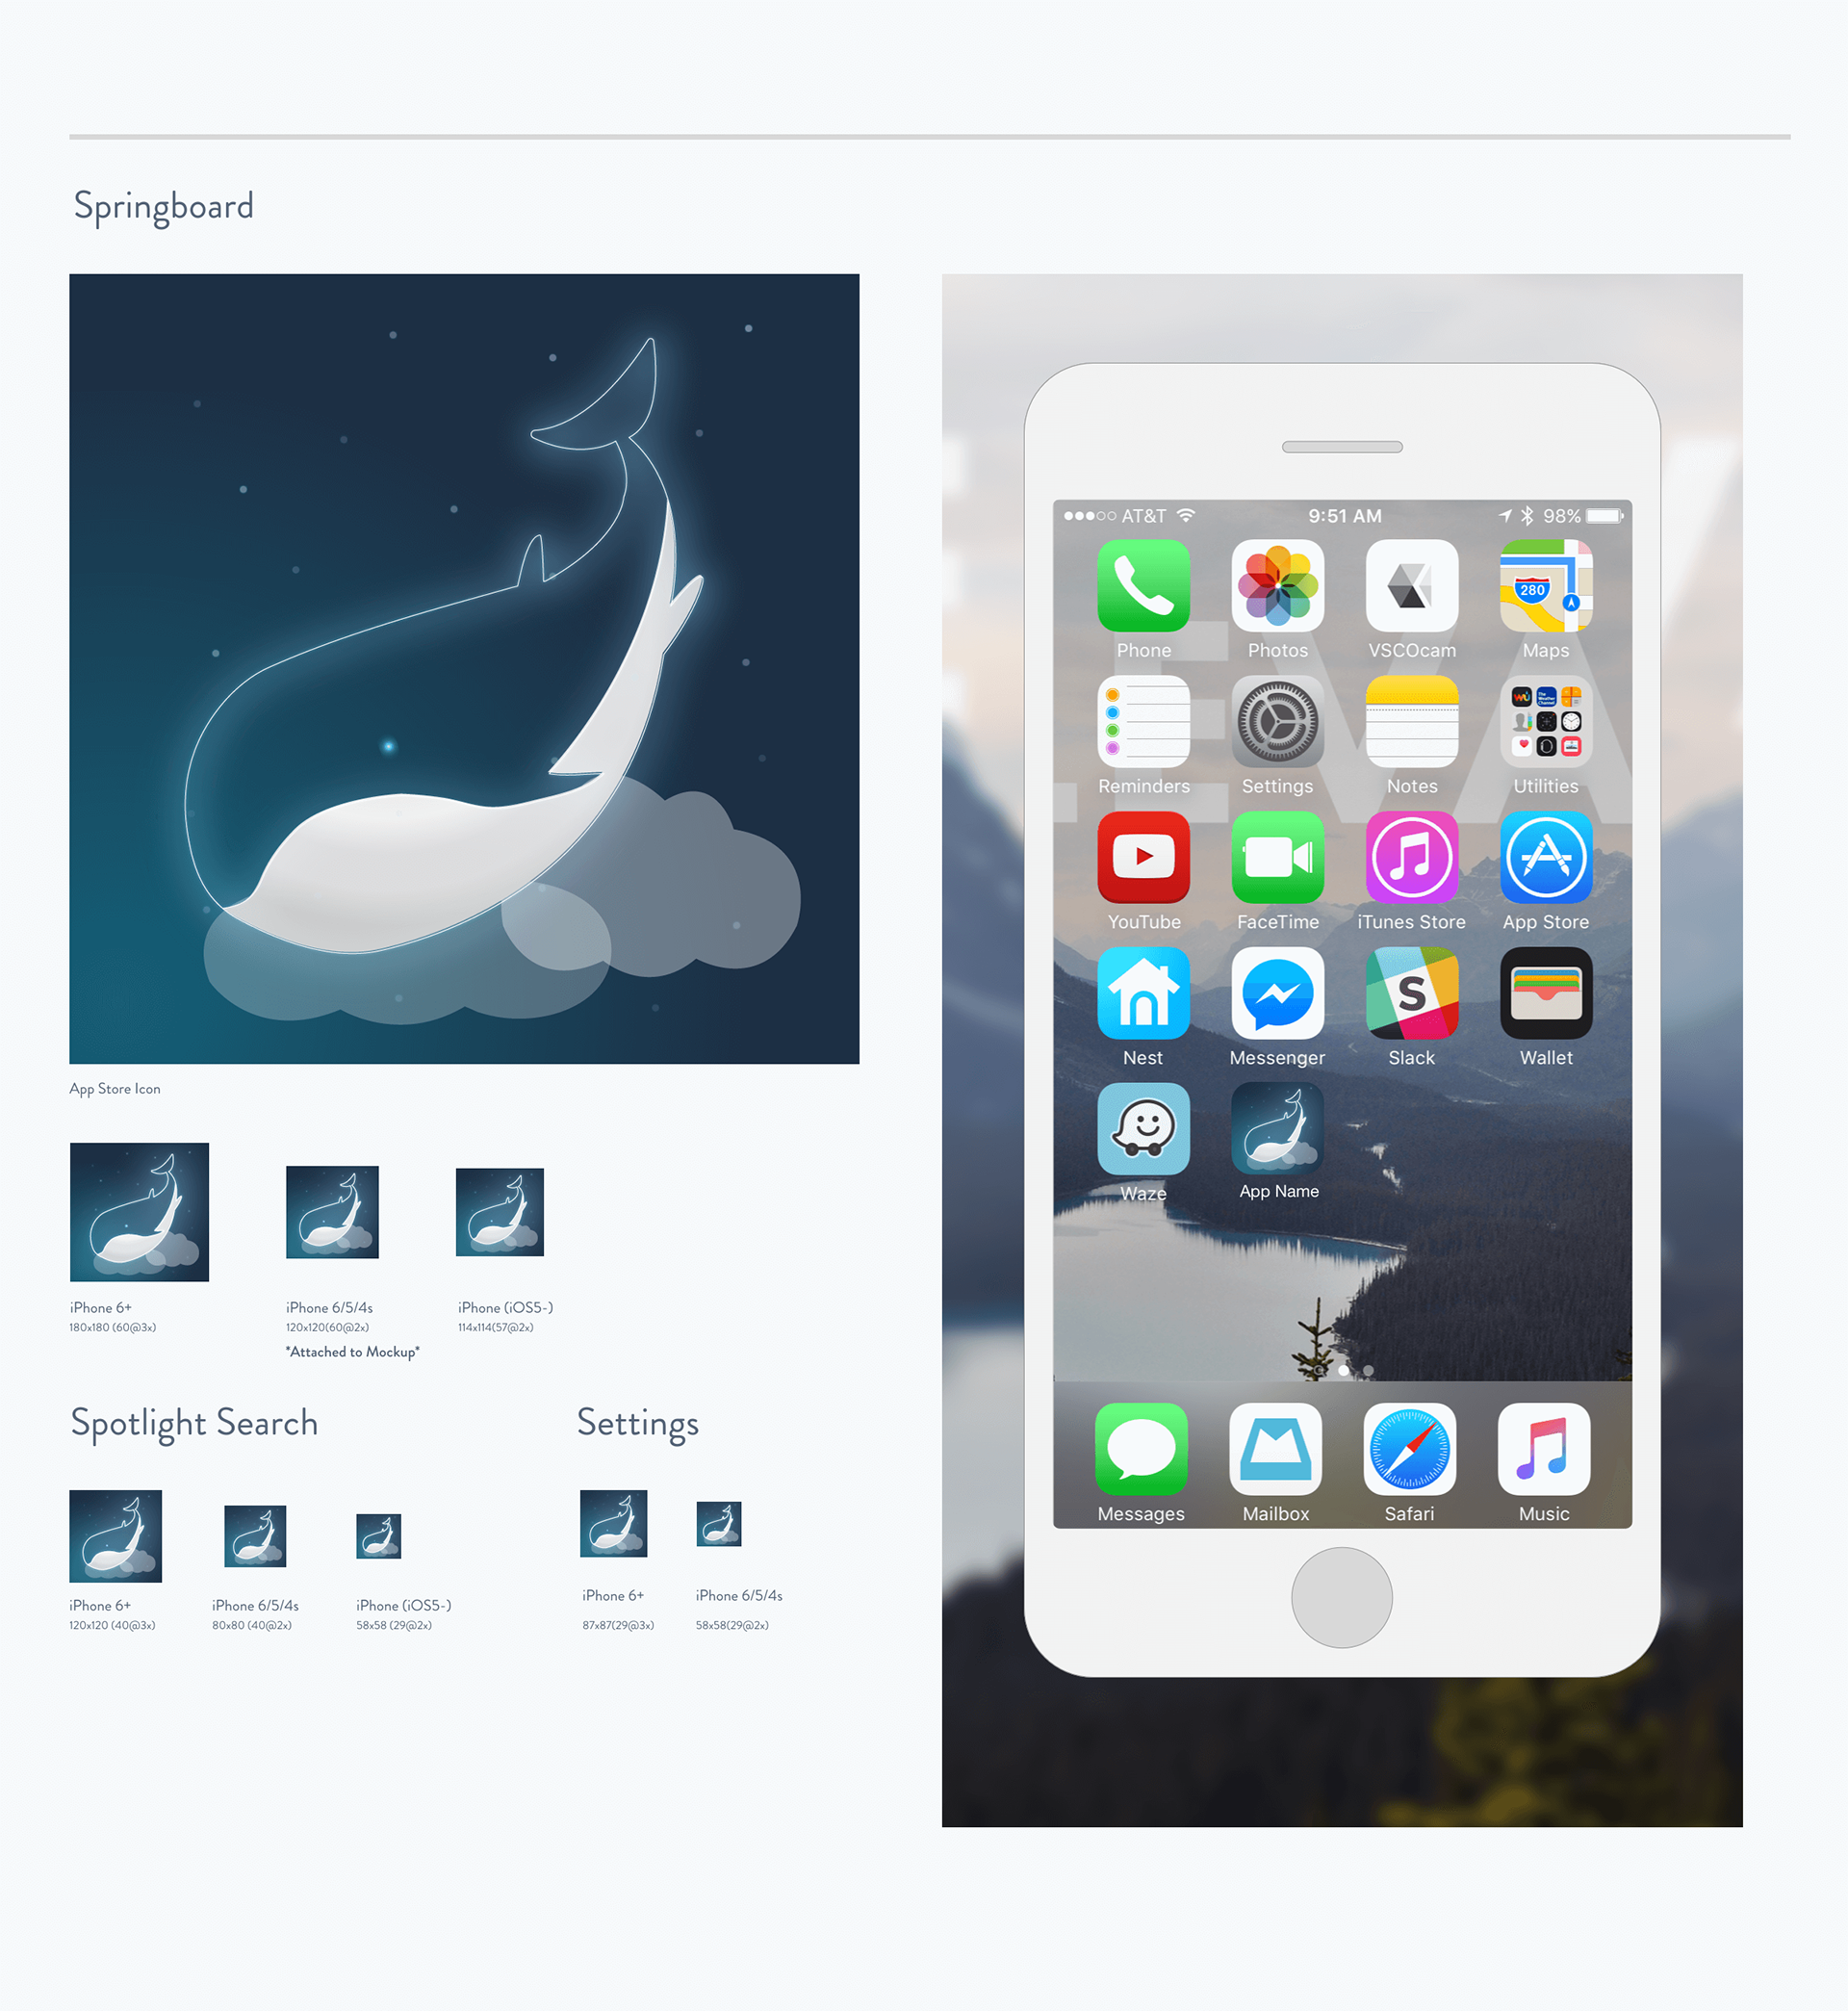 Springboard
App Store Icon
iPhone 6+
180x180 (60@3x)
iPhone 6/5/4s
120x120(60@2x)
*Attached to Mockup*
iPhone (iOS5-)
114x114(57@2x)
Spotlight Search
iPhone 6+
120x120 (40@3x)
iPhone 6/5/4s
80x80 (40@2x)
iPhone (iOS5-)
58x58 (29@2x)
Settings
iPhone 6+
87x87(29@3x)
iPhone 6/5/4s
58x58(29@2x)
AT&T 9:51 AM 98%
280
Phone Photos VSCOcam Maps
Reminders Settings Notes Utilities
YouTube FaceTime iTunes Store App Store
S
Nest Messenger Slack Wallet
Waze App Name
Messages Mailbox Safari Music